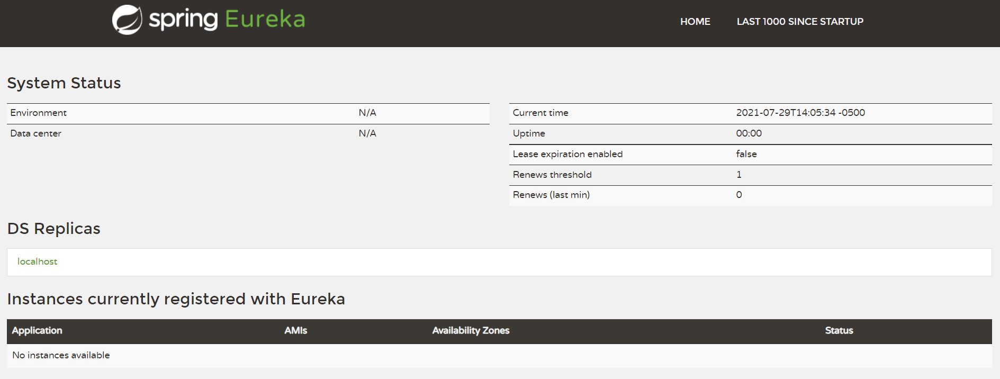 spring Eureka
HOME LAST 1000 SINCE STARTUP
System Status
Environment N/A
Data center N/A
Current time 2021-07-29T14:05:34 -0500
Uptime 00:00
Lease expiration enabled false
Renews threshold 1
Renews (last min) 0
DS Replicas
localhost
Instances currently registered with Eureka
Application AMIs Availability Zones Status
No instances available